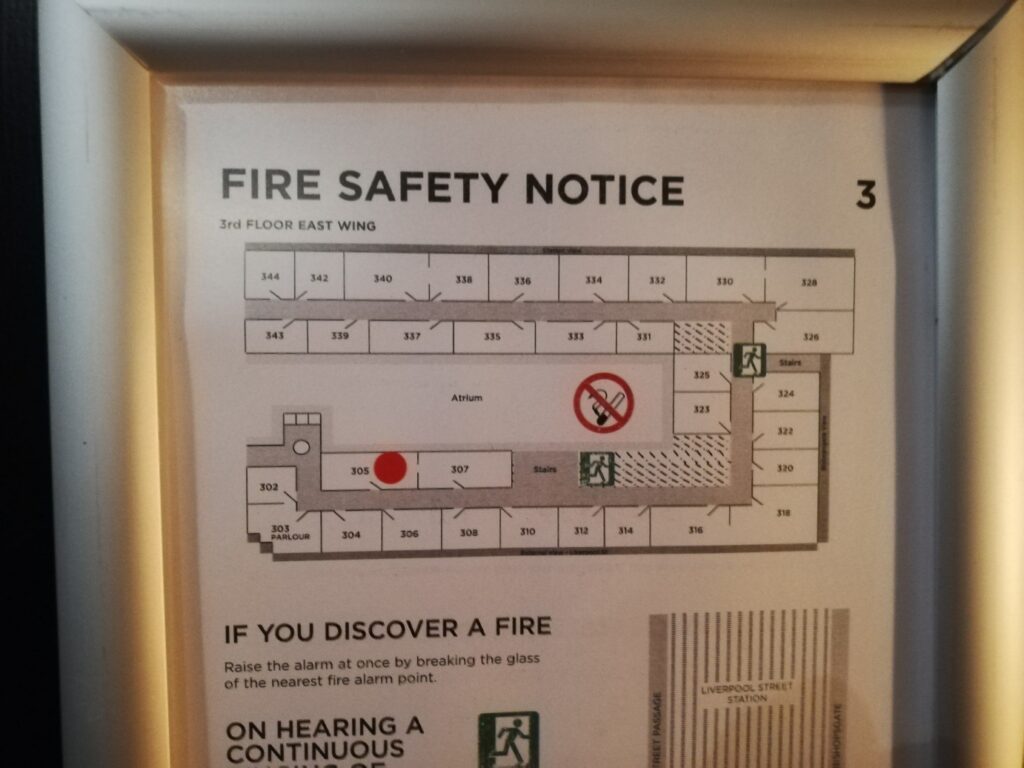 FIRE SAFETY NOTICE
3
3rd FLOOR EAST WING
344 342 340 338 336 334 332 330 328
343 339 337 335 333 331 326
Stairs
325
324
Atrium
323
322
305 307 Stairs
320
302
318
303
PARLOUR
304 306 308 310 312 314 316
IF YOU DISCOVER A FIRE
Raise the alarm at once by breaking the glass
of the nearest fire alarm point.
LIVERPOOL STREET
STATION
STREET PASSAGE
BISHOPSGATE
ON HEARING A
CONTINUOUS